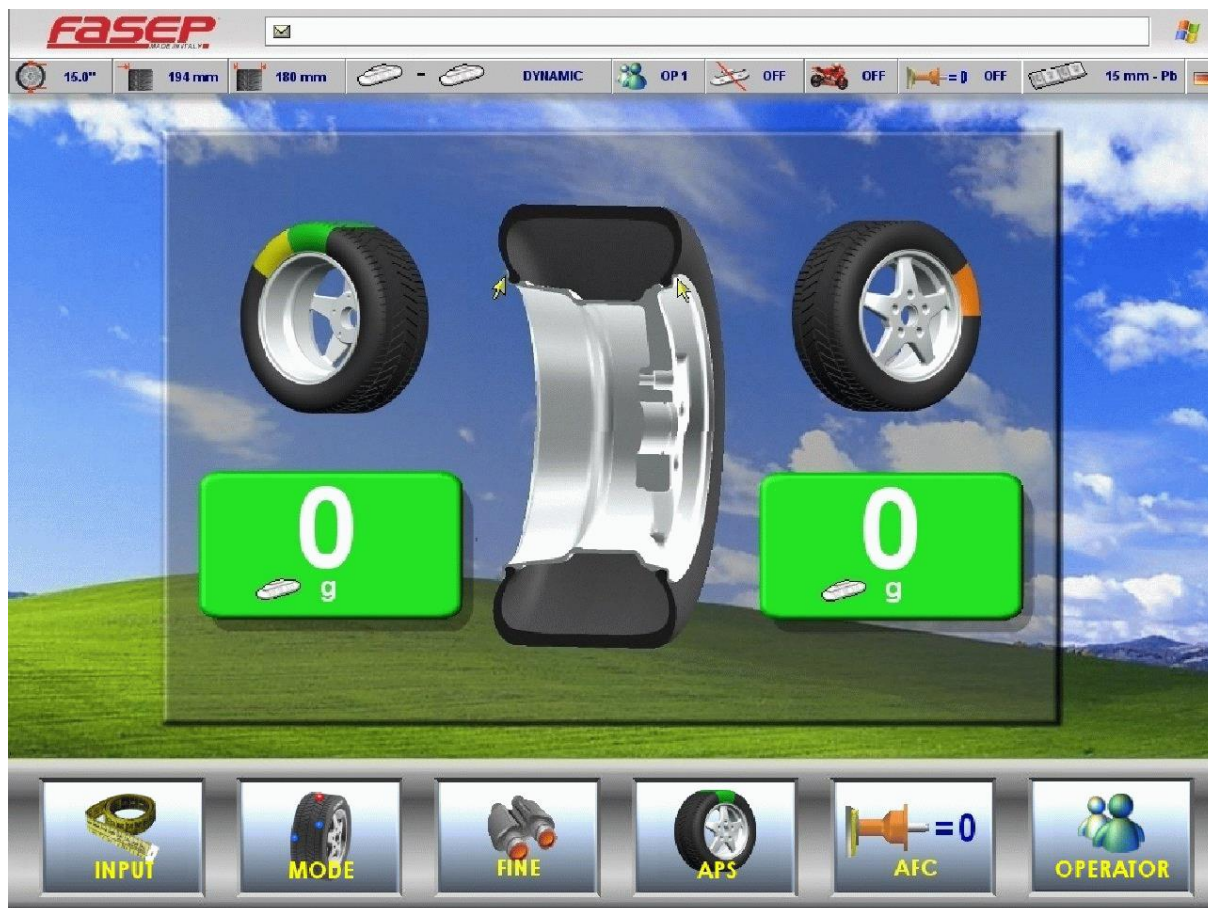 FASEP
MADE IN ITALY
15.0" 194 mm 180 mm - DYNAMIC OP 1 OFF OFF =0 OFF 15 mm - Pb
0 0
g g
=0
INPUT MODE FINE APS AFC OPERATOR